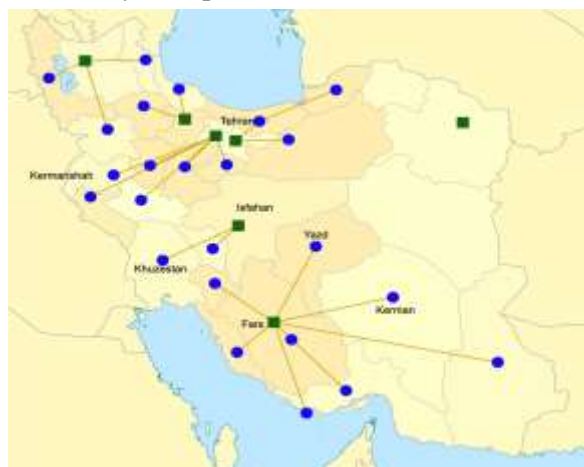 Tehran
Kermanshah
Isfahan
Yazd
Khuzestan
Kerman
Fars